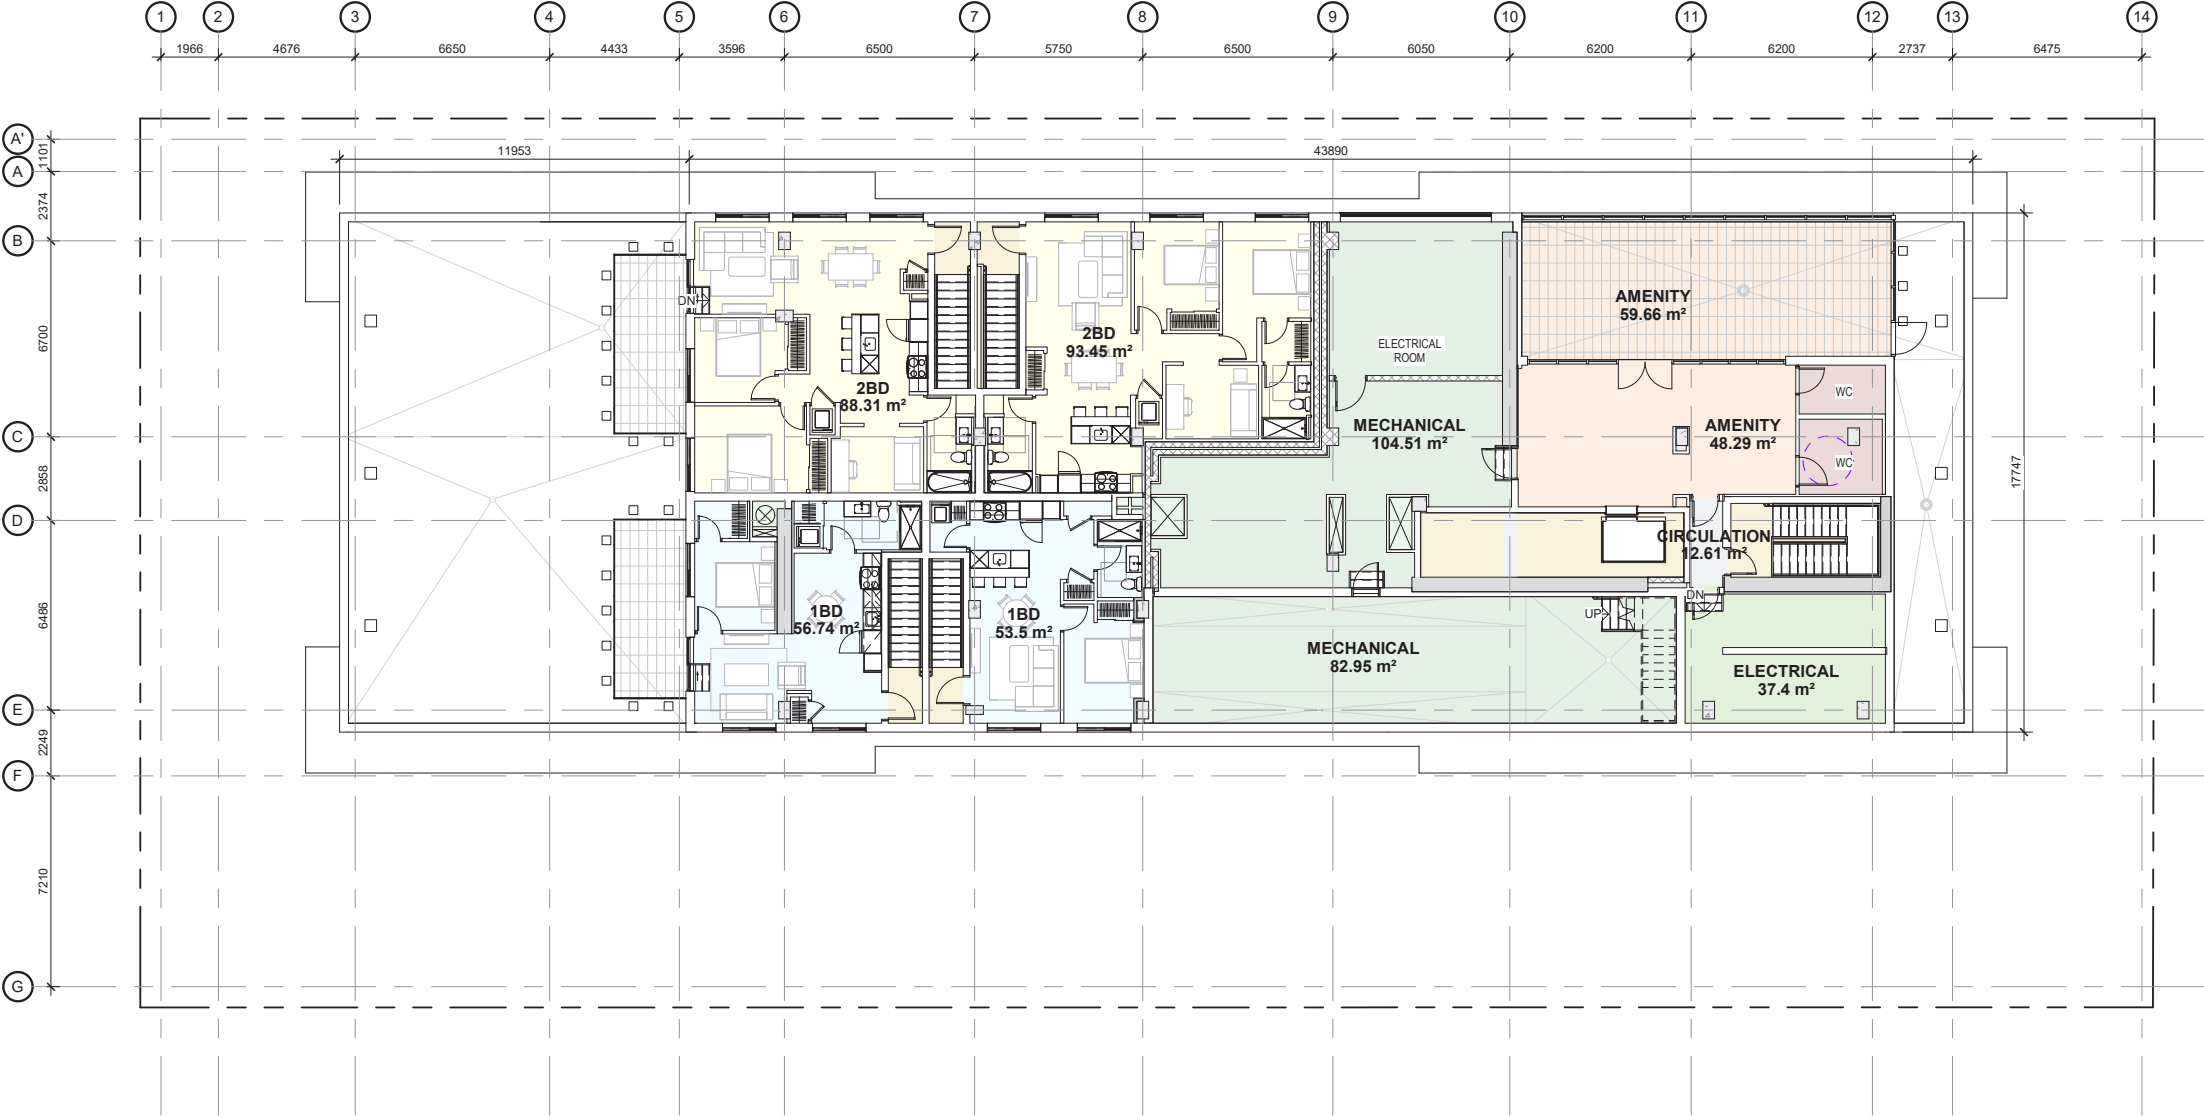 1 2 3 4 5 6 7 8 9 10 11 12 13 14
1966 4676 6650 4433 3596 6500 5750 6500 6050 6200 6200 2737 6475
A'
1101
A
11953 43890
2374
B
6700
DN
AMENITY
59.66 m²
2BD
93.45 m²
ELECTRICAL
ROOM
2BD
88.31 m²
WC
C
MECHANICAL
104.51 m²
AMENITY
48.29 m²
WC
2858
17747
D
CIRCULATION
12.61 m²
6486
1BD
56.74 m²
1BD
53.5 m²
UP
DN
MECHANICAL
82.95 m²
ELECTRICAL
37.4 m²
E
2249
F
7210
G